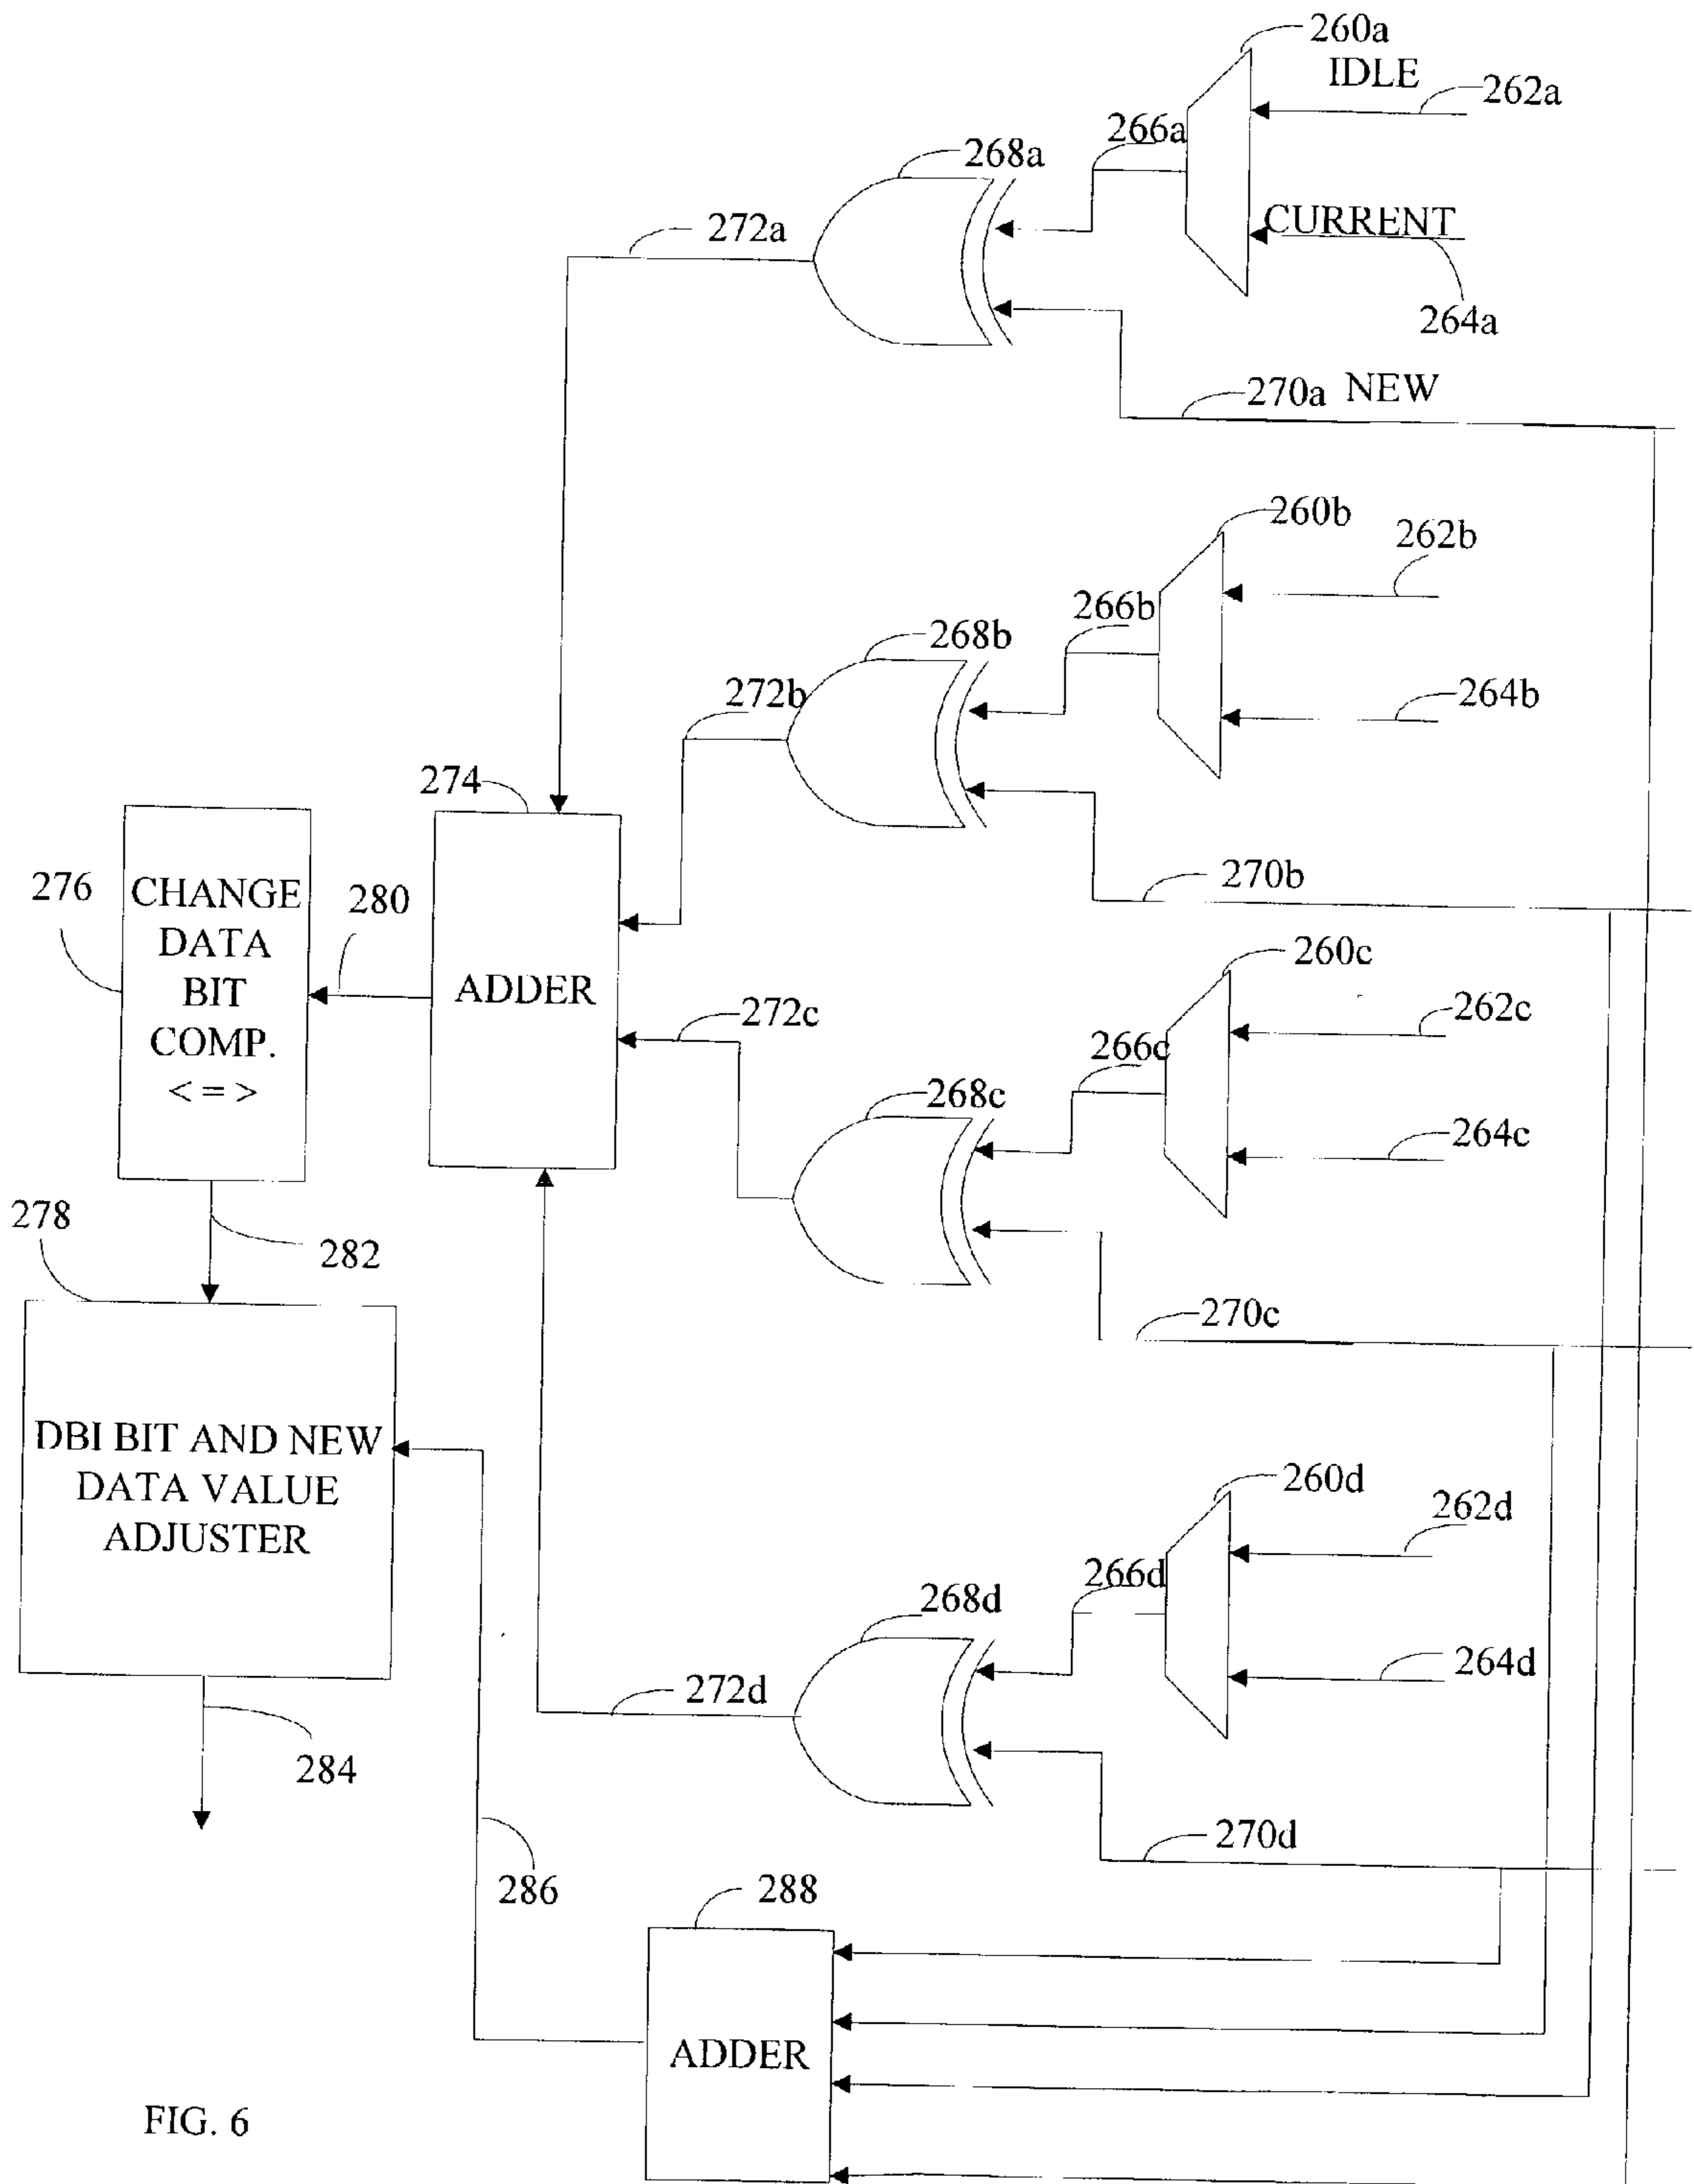 260a
IDLE
262a
266a
268a
272a
CURRENT
264a
270a NEW
260b
262b
266b
268b
272b
264b
274
270b
276
CHANGE
DATA
BIT
COMP.
< = >
280
ADDER
260c
262c
272c
266c
268c
264c
278
282
270c
DBI BIT AND NEW
DATA VALUE
ADJUSTER
260d
262d
266d
268d
264d
272d
284
270d
286
288
ADDER
FIG. 6